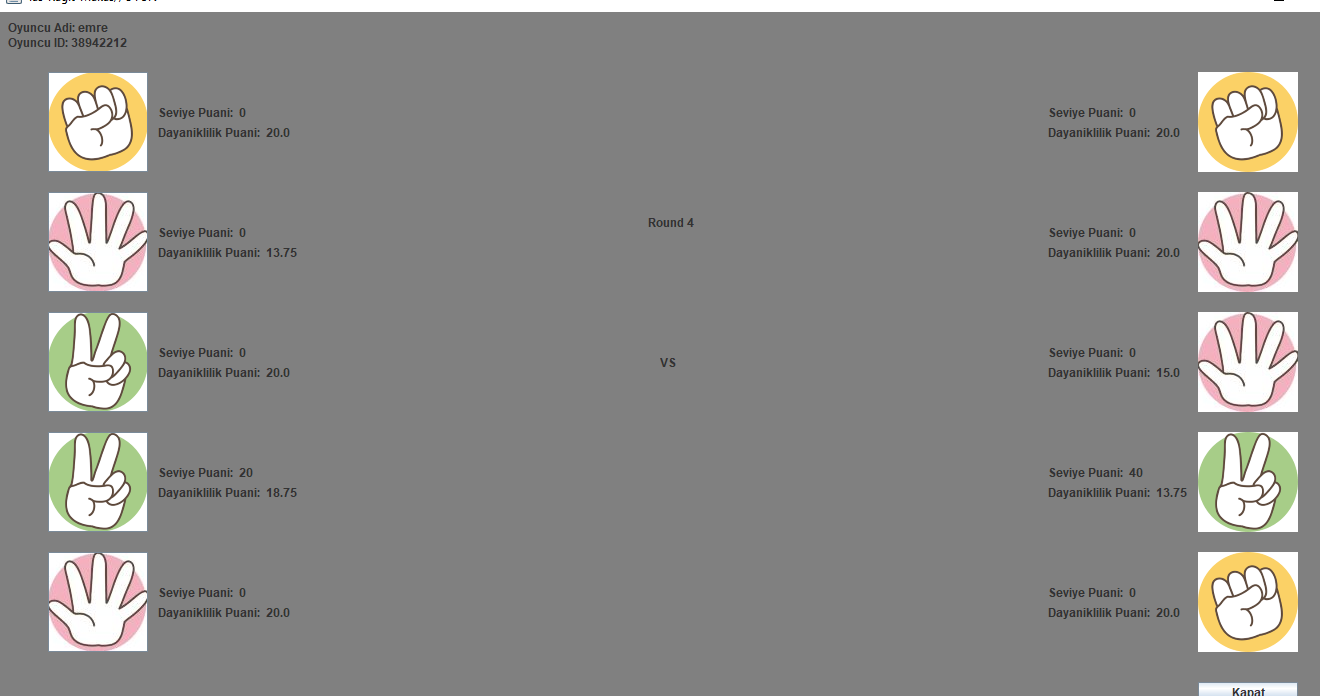 Oyuncu Adi: emre
Oyuncu ID: 38942212
Seviye Puani: 0
Dayaniklilik Puani: 20.0
Seviye Puani: 0
Dayaniklilik Puani: 20.0
Round 4
Seviye Puani: 0
Dayaniklilik Puani: 13.75
Seviye Puani: 0
Dayaniklilik Puani: 20.0
VS
Seviye Puani: 0
Dayaniklilik Puani: 20.0
Seviye Puani: 0
Dayaniklilik Puani: 15.0
Seviye Puani: 20
Dayaniklilik Puani: 18.75
Seviye Puani: 40
Dayaniklilik Puani: 13.75
Seviye Puani: 0
Dayaniklilik Puani: 20.0
Seviye Puani: 0
Dayaniklilik Puani: 20.0
Kapat